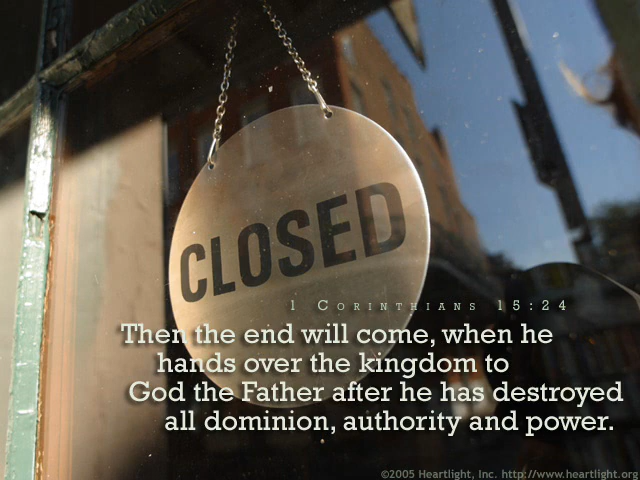 CLOSED
1 CORINTHIANS 15:24
Then the end will come, when he
hands over the kingdom to
God the Father after he has destroyed
all dominion, authority and power.
©2005 Heartlight, Inc. http://www.heartlight.org